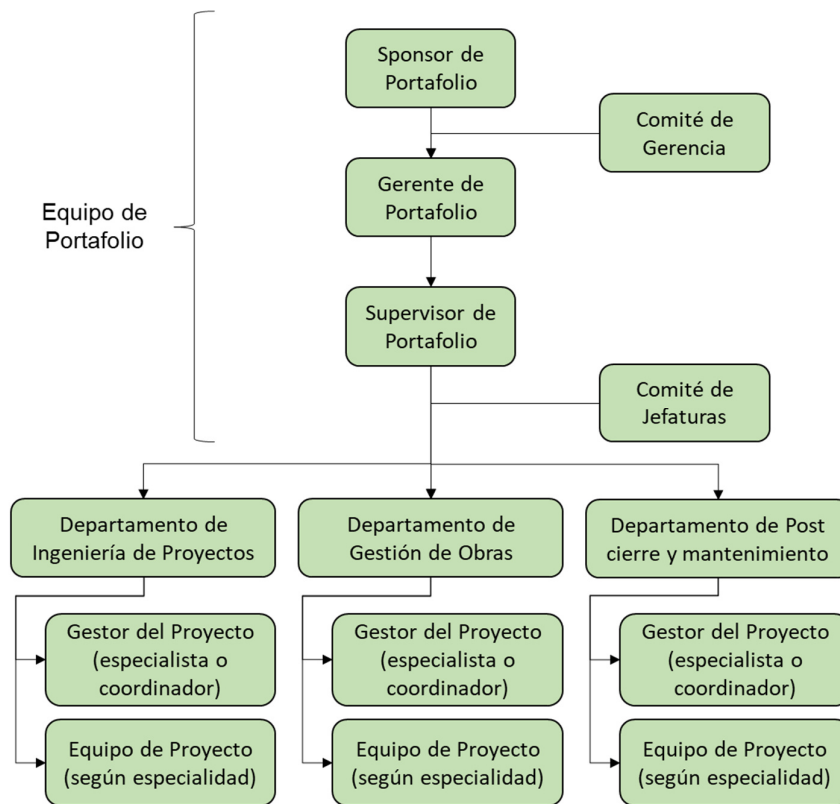 Sponsor de
Portafolio
Comité de
Gerencia
Gerente de
Portafolio
Equipo de
Portafolio
Supervisor de
Portafolio
Comité de
Jefaturas
Departamento de
Ingeniería de Proyectos
Departamento de
Gestión de Obras
Departamento de Post
cierre y mantenimiento
Gestor del Proyecto
(especialista o
coordinador)
Gestor del Proyecto
(especialista o
coordinador)
Gestor del Proyecto
(especialista o
coordinador)
Equipo de Proyecto
(según especialidad)
Equipo de Proyecto
(según especialidad)
Equipo de Proyecto
(según especialidad)